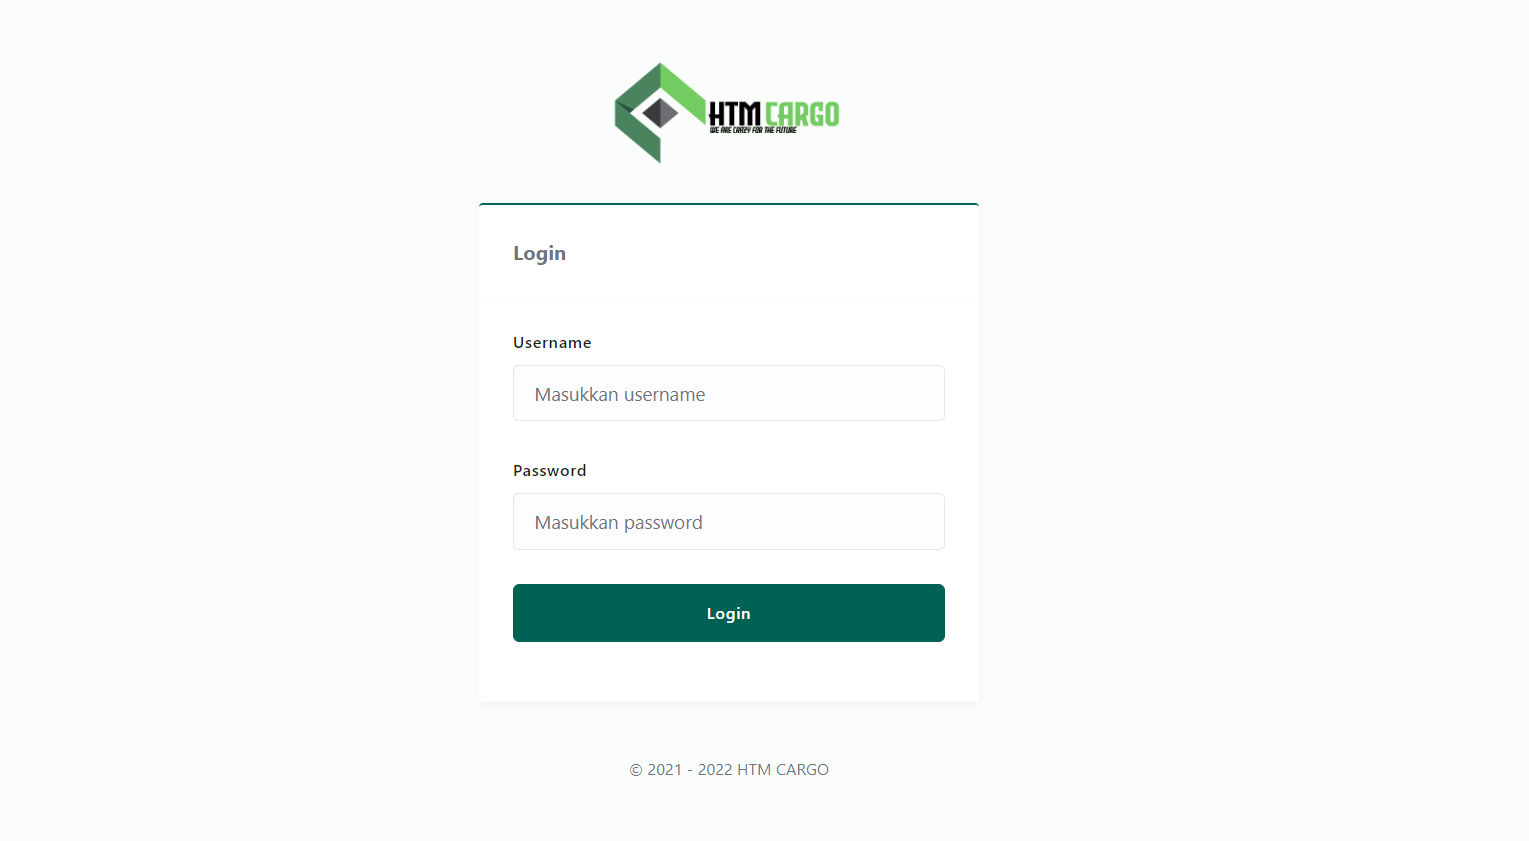 HTM CARGO
WE ARE CRAZY FOR THE FUTURE
Login
Username
Masukkan username
Password
Masukkan password
Login
© 2021 - 2022 HTM CARGO